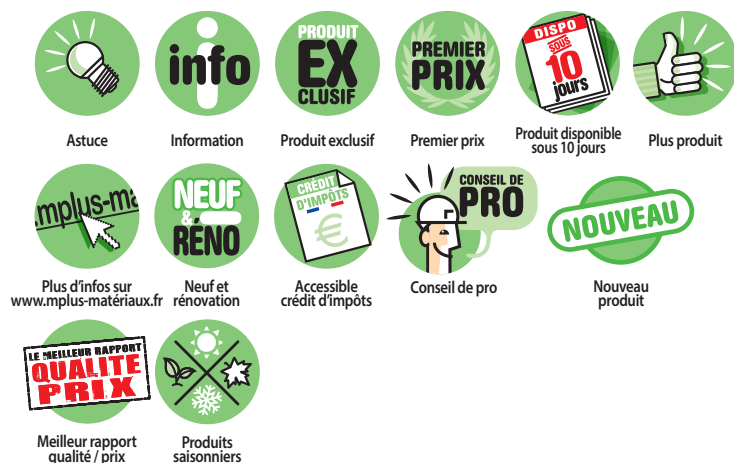 info
PRODUIT
EX
CLUSIF
PREMIER
PRIX
DISPO
SOUS
10
jours
Astuce
Information
Produit exclusif
Premier prix
Produit disponible
sous 10 jours
Plus produit
.mplus-ma
NEUF
&
RÉNO
CRÉDIT
D'IMPÔTS
€
CONSEIL DE
PRO
NOUVEAU
Plus d'infos sur
www.mplus-matériaux.fr
Neuf et
rénovation
Accessible
crédit d'impôts
Conseil de pro
Nouveau
produit
LE MEILLEUR RAPPORT
QUALITE
PRIX
Meilleur rapport
qualité / prix
Produits
saisonniers